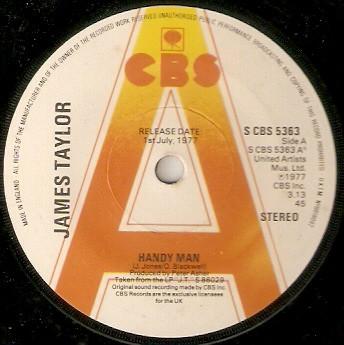 ALL RIGHTS OF THE MANUFACTURER AND OF THE OWNER OF THE RECORDED WORK RESERVED UNAUTHORISED PUBLIC PERFORMANCE BROADCASTING AND COPYING OF THIS RECORD PROHIBITED
MADE IN ENGLAND
CBS
JAMES TAYLOR
RELEASE DATE:
1st July, 1977
S CBS 5363
Side A
S CBS 5363 A°
United Artists
Mus. Ltd.
℗1977
CBS Inc.
3.13
45
STEREO
HANDY MAN
(J. Jones/O. Blackwell)
Produced by Peter Asher
Taken from the LP "J.T." S 86029
Original sound recording made by CBS Inc.
CBS Records are the exclusive licensees
for the UK